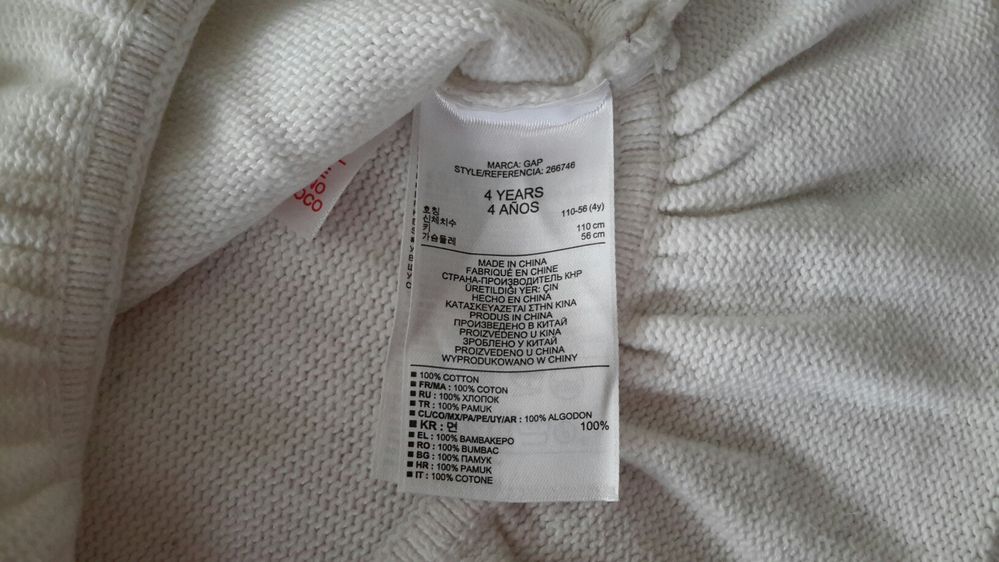 MARCA: GAP
STYLE/REFERENCIA: 266746
4 YEARS
4 AÑOS
호칭 110-56 (4y)
신체치수
키 110 cm
가슴둘레 56 cm
MADE IN CHINA
FABRIQUÉ EN CHINE
СТРАНА-ПРОИЗВОДИТЕЛЬ КНР
ÜRETILDIĞI YER: ÇIN
HECHO EN CHINA
ΚΑΤΑΣΚΕΥΑΖΕΤΑΙ ΣΤΗΝ ΚΙΝΑ
PRODUS IN CHINA
ПРОИЗВЕДЕНО В КИТАЙ
PROIZVEDENO U KINA
ЗРОБЛЕНО У КИТАЙ
PROIZVEDENO U CHINA
WYPRODUKOWANO W CHINY
■ 100% COTTON
■ FR/MA : 100% COTON
■ RU : 100% ХЛОПОК
■ TR : 100% PAMUK
■ CL/CO/MX/PA/PE/UY/AR : 100% ALGODON
■ KR : 면 100%
■ EL : 100% ΒΑΜΒΑΚΕΡΟ
■ RO : 100% BUMBAC
■ BG : 100% ПАМУК
■ HR : 100% PAMUK
■ IT : 100% COTONE